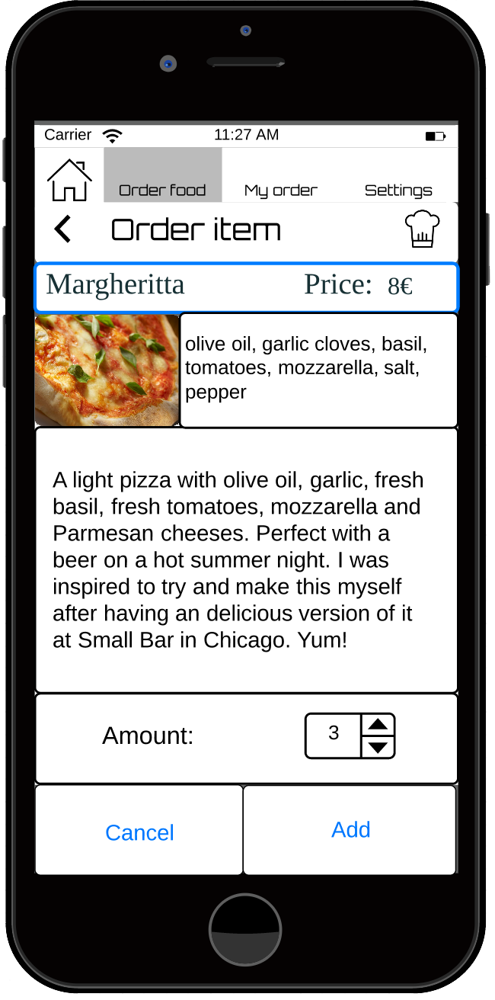 Carrier 11:27 AM
Order food My order Settings
Order item
Margheritta Price: 8€
olive oil, garlic cloves, basil,
tomatoes, mozzarella, salt,
pepper
A light pizza with olive oil, garlic, fresh
basil, fresh tomatoes, mozzarella and
Parmesan cheeses. Perfect with a
beer on a hot summer night. I was
inspired to try and make this myself
after having an delicious version of it
at Small Bar in Chicago. Yum!
Amount: 3
Cancel Add